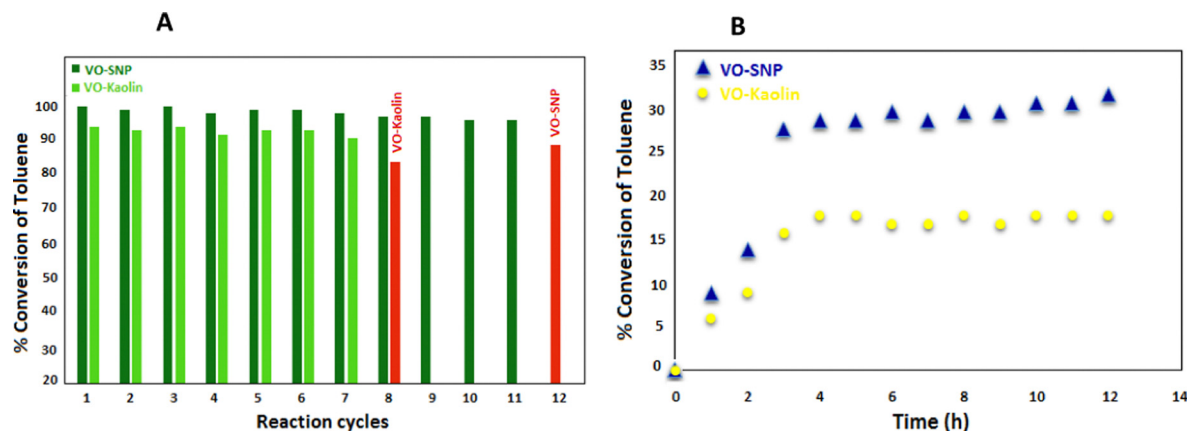 A
% Conversion of Toluene
VO-SNP
VO-Kaolin
100
90
80
70
60
50
40
30
20
VO-Kaolin
VO-SNP
1 2 3 4 5 6 7 8 9 10 11 12
Reaction cycles
B
% Conversion of Toluene
VO-SNP
VO-Kaolin
35
30
25
20
15
10
5
0
0 2 4 6 8 10 12 14
Time (h)